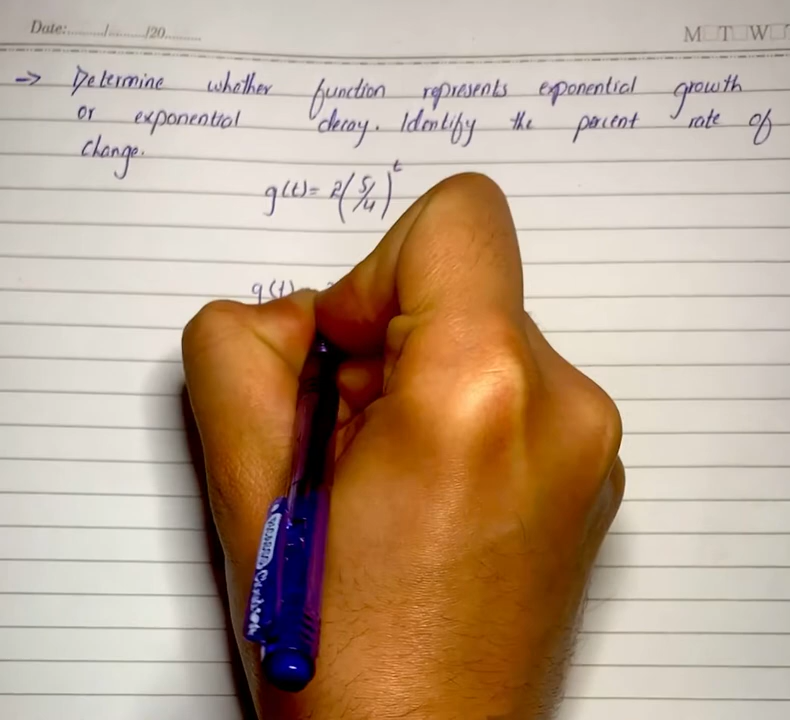 Date:......./......../20.........
M T W
→ Determine whether function represents exponential growth
or exponential decay. Identify the percent rate of
change.
g(t)= 2(5/4)^t
g(t)=